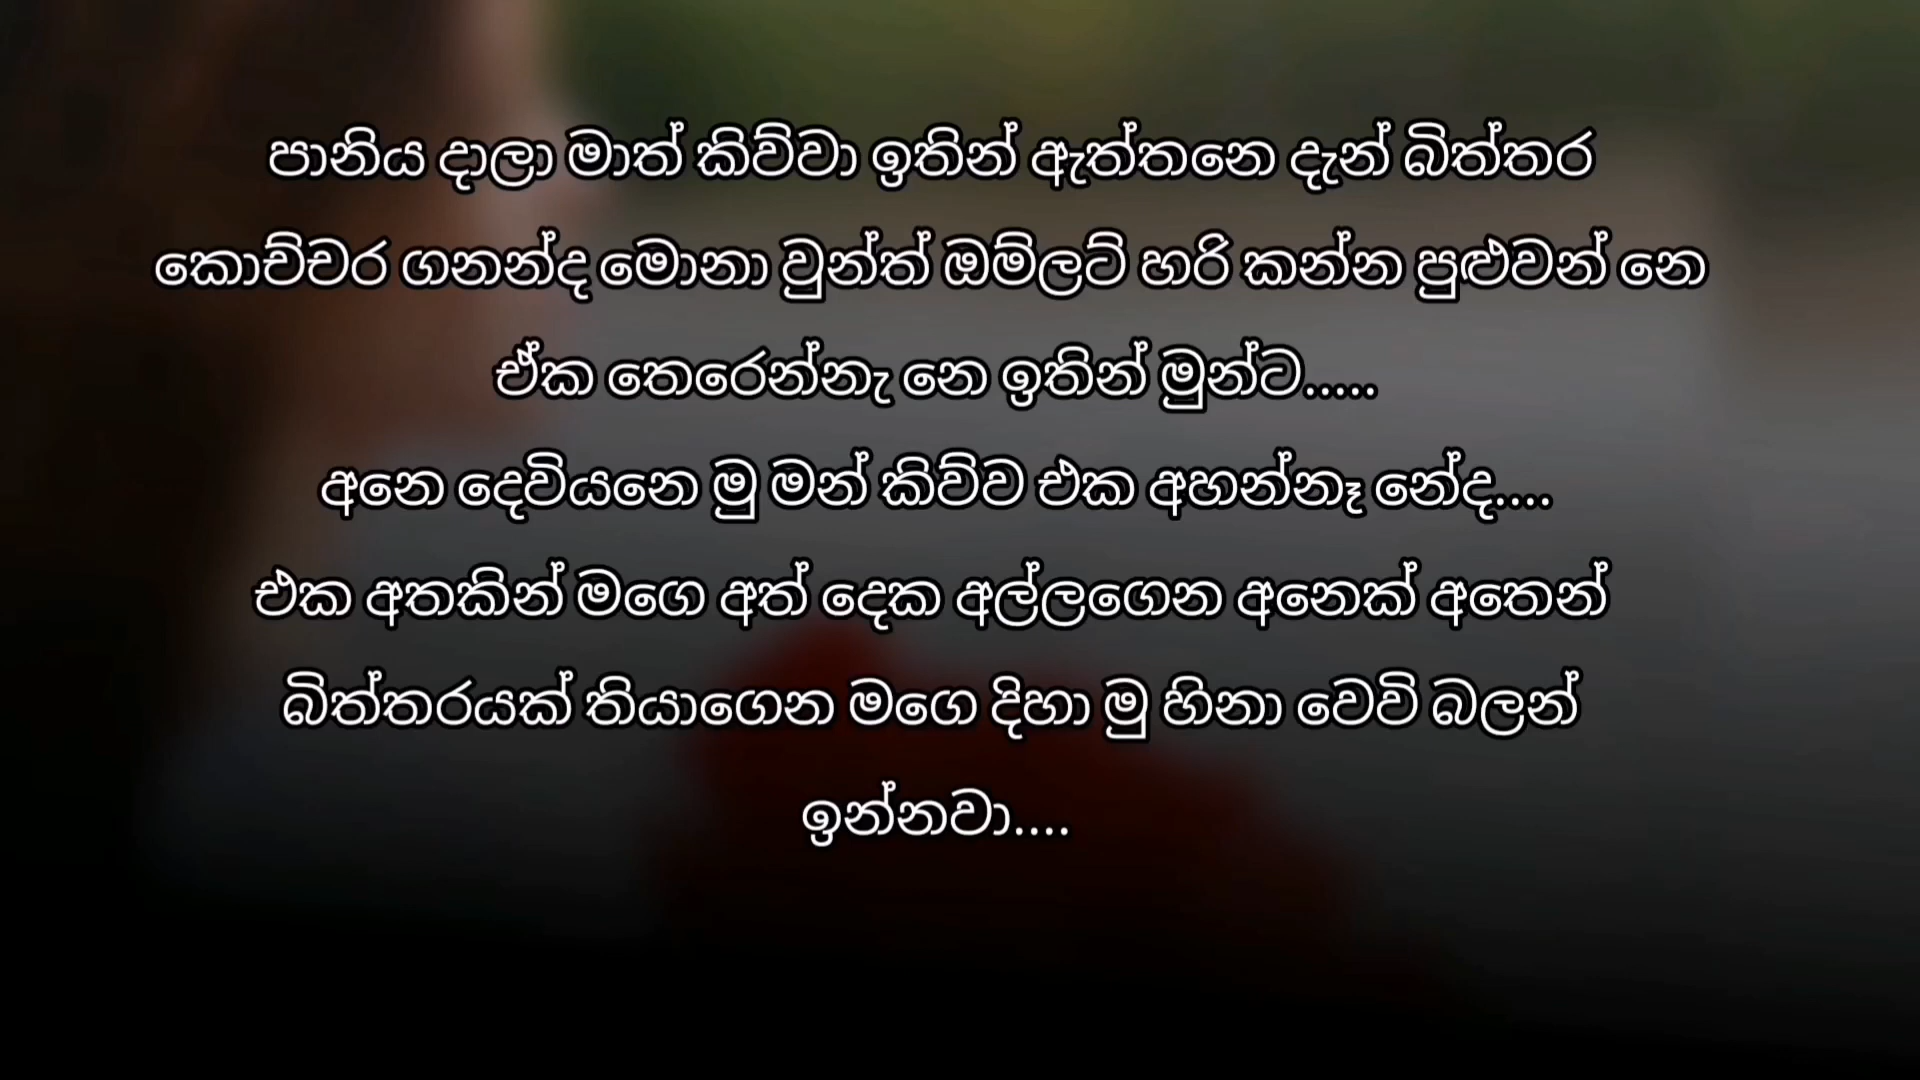 පානිය දාලා මාත් කිව්වා ඉතින් ඇත්තනෙ දැන් බිත්තර
කොච්චර ගනන්ද මොනා වුන්ත් ඔම්ලට් හරි කන්න පුළුවන් නෙ
ඒක තෙරෙන්නැ නෙ ඉතින් මුන්ට.....
අනෙ දෙවියනෙ මු මන් කිව්ව එක අහන්නෑ නේද....
එක අතකින් මගෙ අත් දෙක අල්ලගෙන අනෙක් අතෙන්
බිත්තරයක් තියාගෙන මගෙ දිහා මු හිනා වෙවි බලන්
ඉන්නවා....